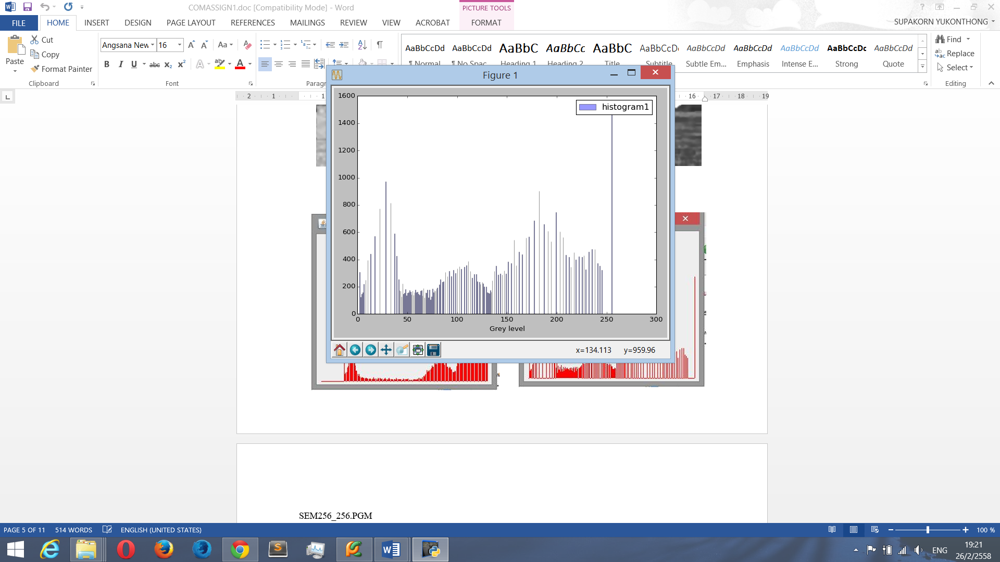 COMASSIGN1.doc [Compatibility Mode] - Word
PICTURE TOOLS
FILE HOME INSERT DESIGN PAGE LAYOUT REFERENCES MAILINGS REVIEW VIEW ACROBAT FORMAT
SUPAKORN YUKONTHONG
Paste
Cut
Copy
Format Painter
Clipboard
Angsana New 16
Font
Paragr
AaBbCcDd AaBbCcDd AaBbC AaBbCc AaBbC AaBbCcDd AaBbCcDd AaBbCcDd AaBbCcDd AaBbCcDc AaBbCcDd
¶ Normal ¶ No Spac... Heading 1 Heading 2 Title Subtitle Subtle Em... Emphasis Intense E... Strong Quote
Find
Replace
Select
Editing
2 1 1 16 17 18 19
Figure 1
histogram1
1600
1400
1200
1000
800
600
400
200
0
0 50 100 150 200 250 300
Grey level
x=134.113 y=959.96
SEM256_256.PGM
PAGE 5 OF 11 514 WORDS ENGLISH (UNITED STATES) 100 %
ENG
19:21
26/2/2558